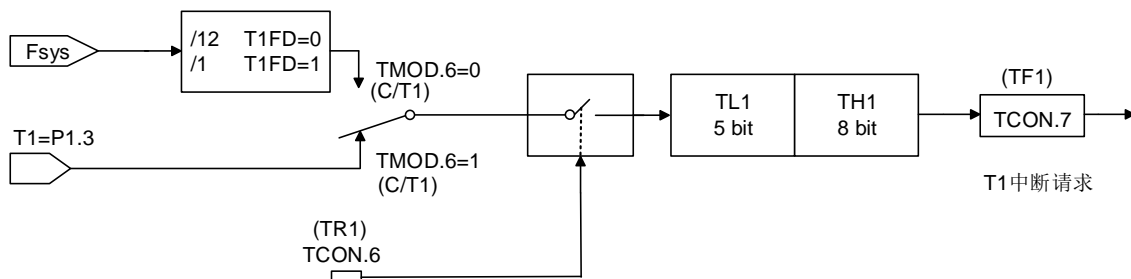 Fsys
/12 T1FD=0
/1 T1FD=1
TMOD.6=0
(C/T1)
T1=P1.3
TMOD.6=1
(C/T1)
(TR1)
TCON.6
TL1
5 bit
TH1
8 bit
(TF1)
TCON.7
T1中断请求